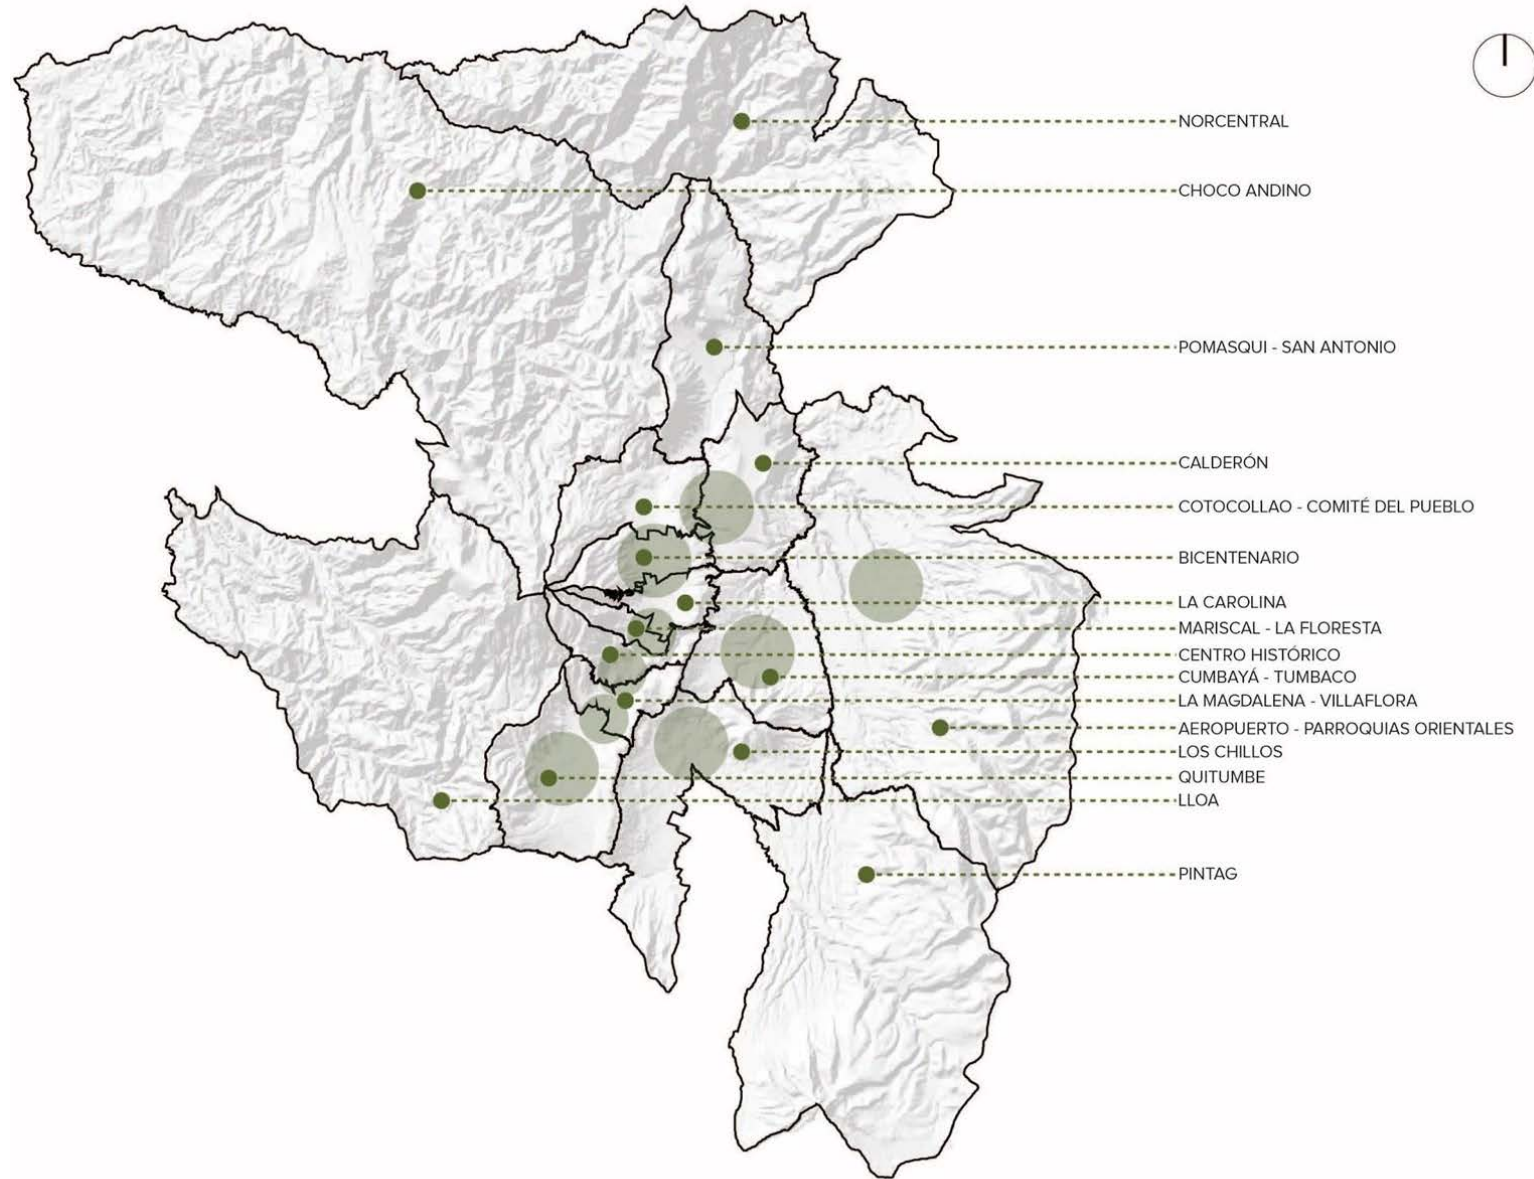 NORCENTRAL
CHOCO ANDINO
POMASQUI - SAN ANTONIO
CALDERÓN
COTOCOLLAO - COMITÉ DEL PUEBLO
BICENTENARIO
LA CAROLINA
MARISCAL - LA FLORESTA
CENTRO HISTÓRICO
CUMBAYÁ - TUMBACO
LA MAGDALENA - VILLAFLORA
AEROPUERTO - PARROQUIAS ORIENTALES
LOS CHILLOS
QUITUMBE
LLOA
PINTAG